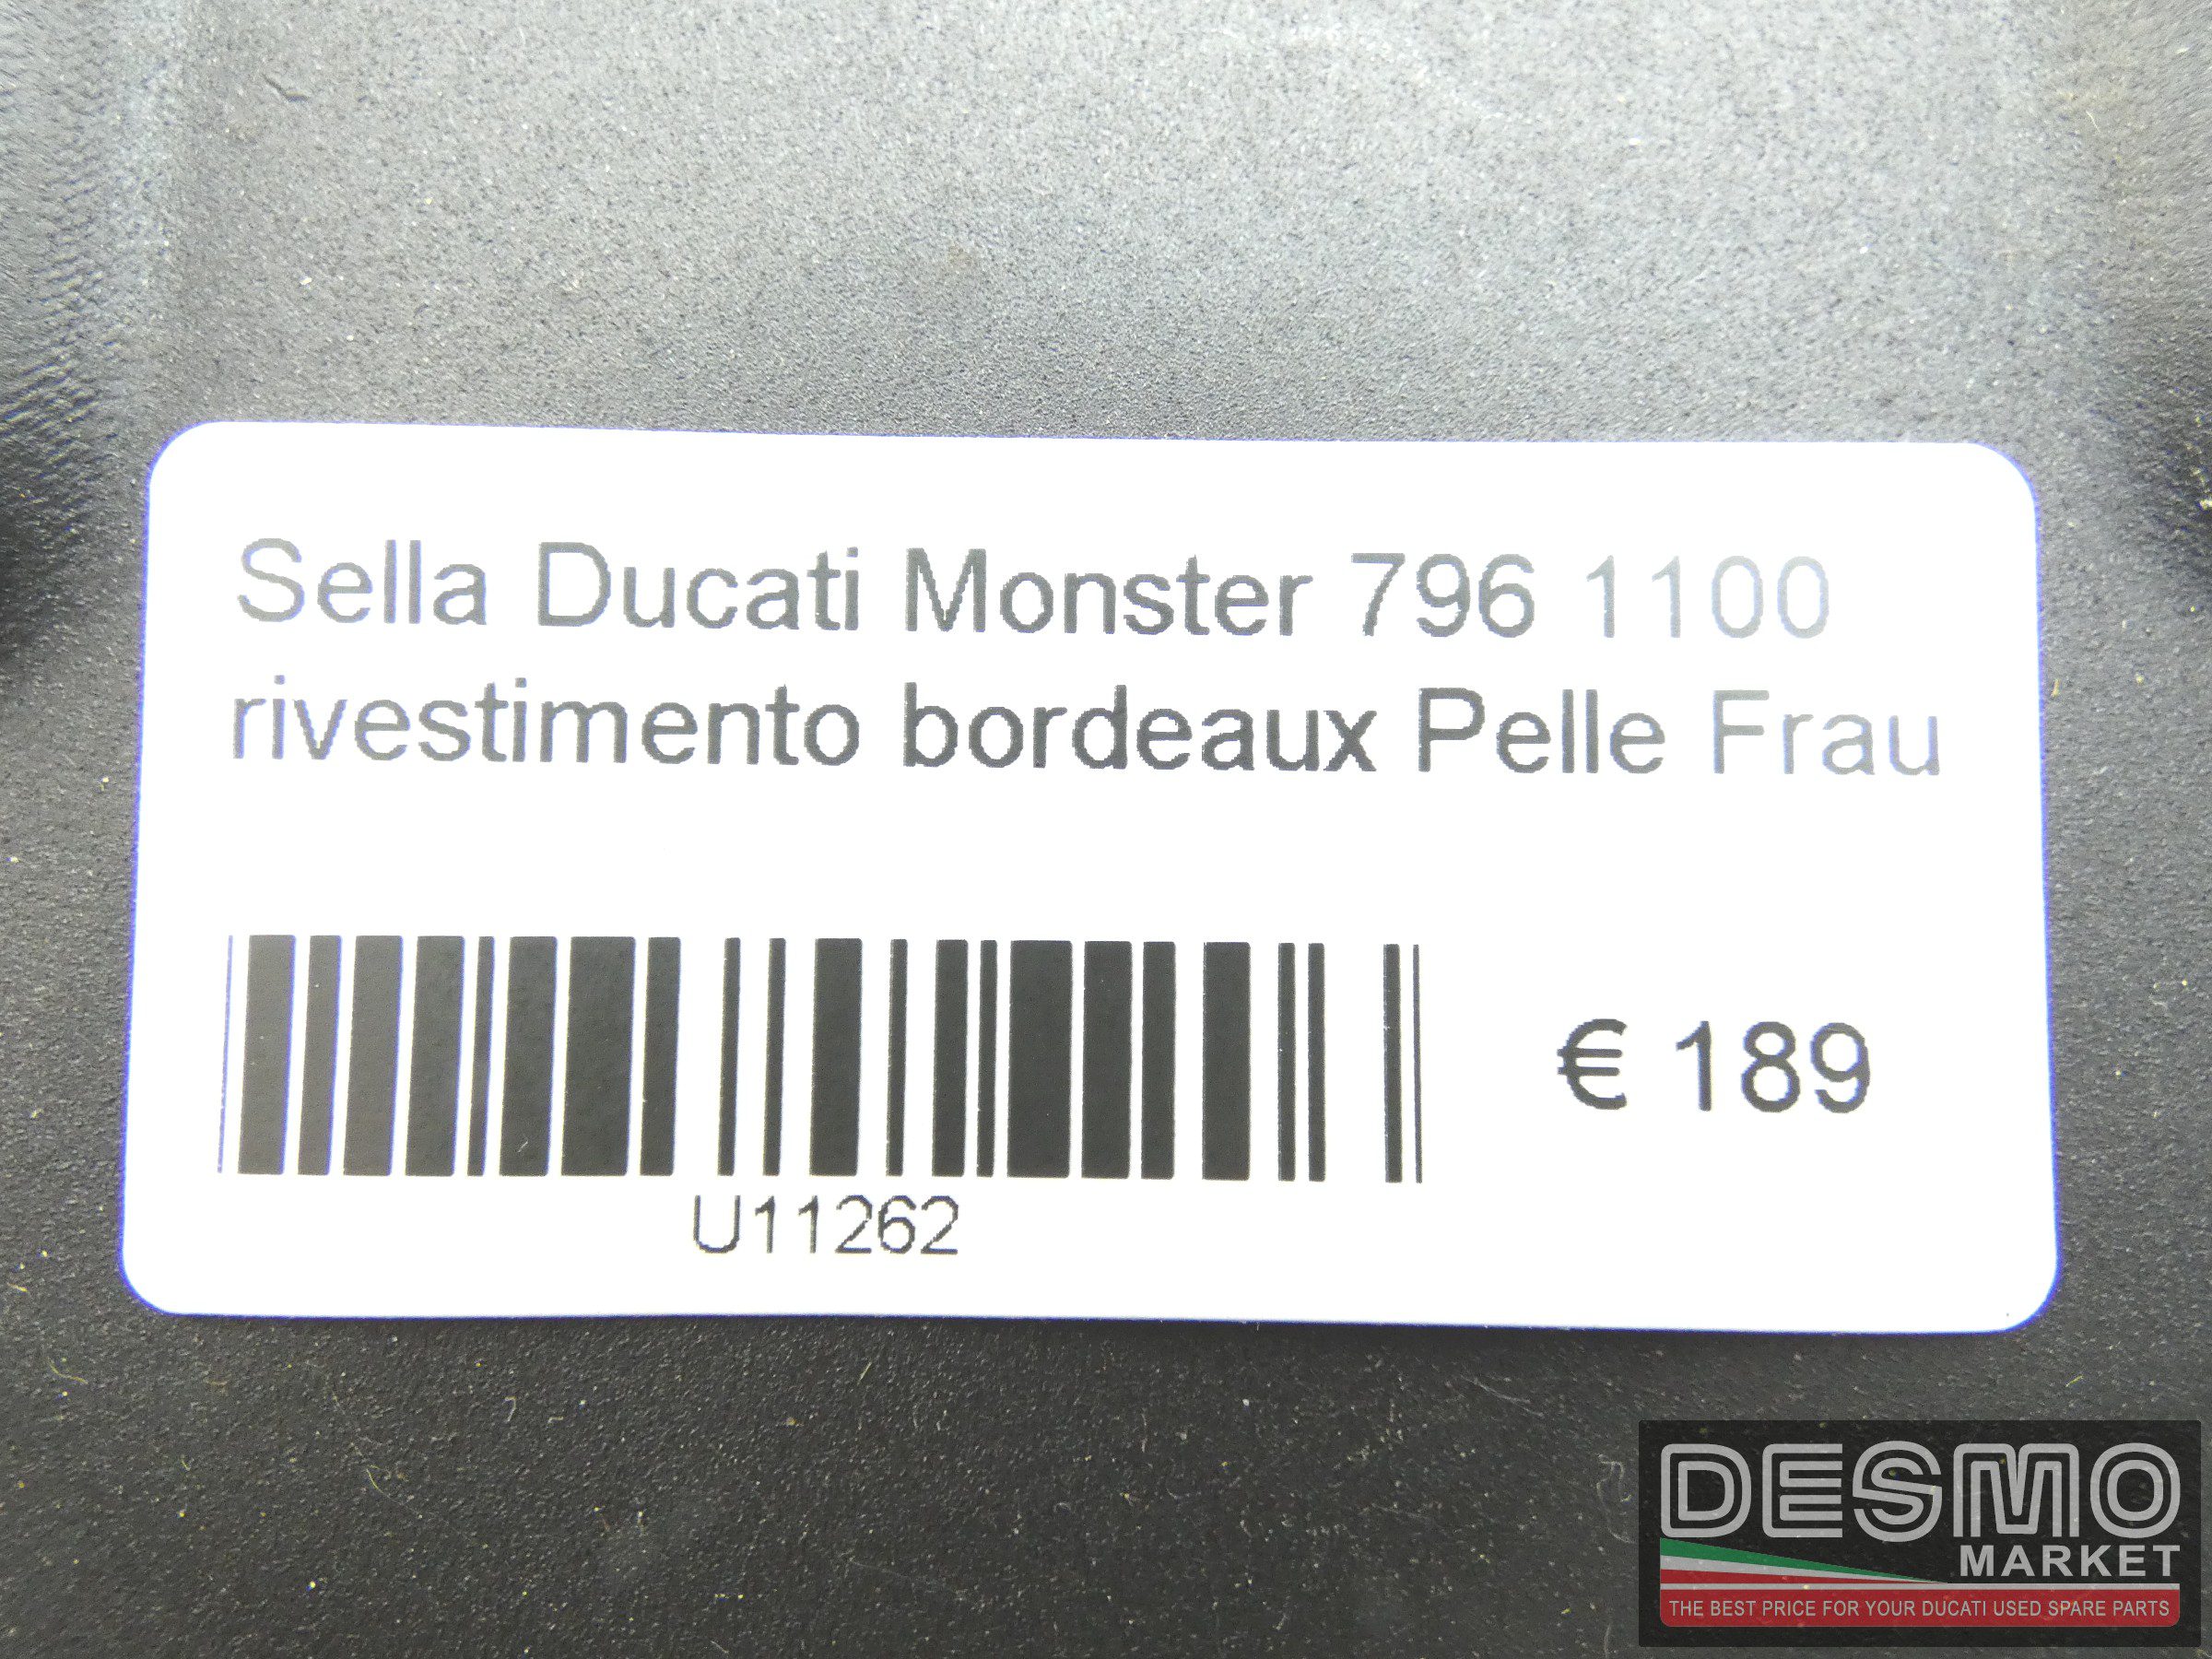 Sella Ducati Monster 796 1100
rivestimento bordeaux Pelle Frau
€ 189
U11262
DESMO
MARKET
THE BEST PRICE FOR YOUR DUCATI USED SPARE PARTS